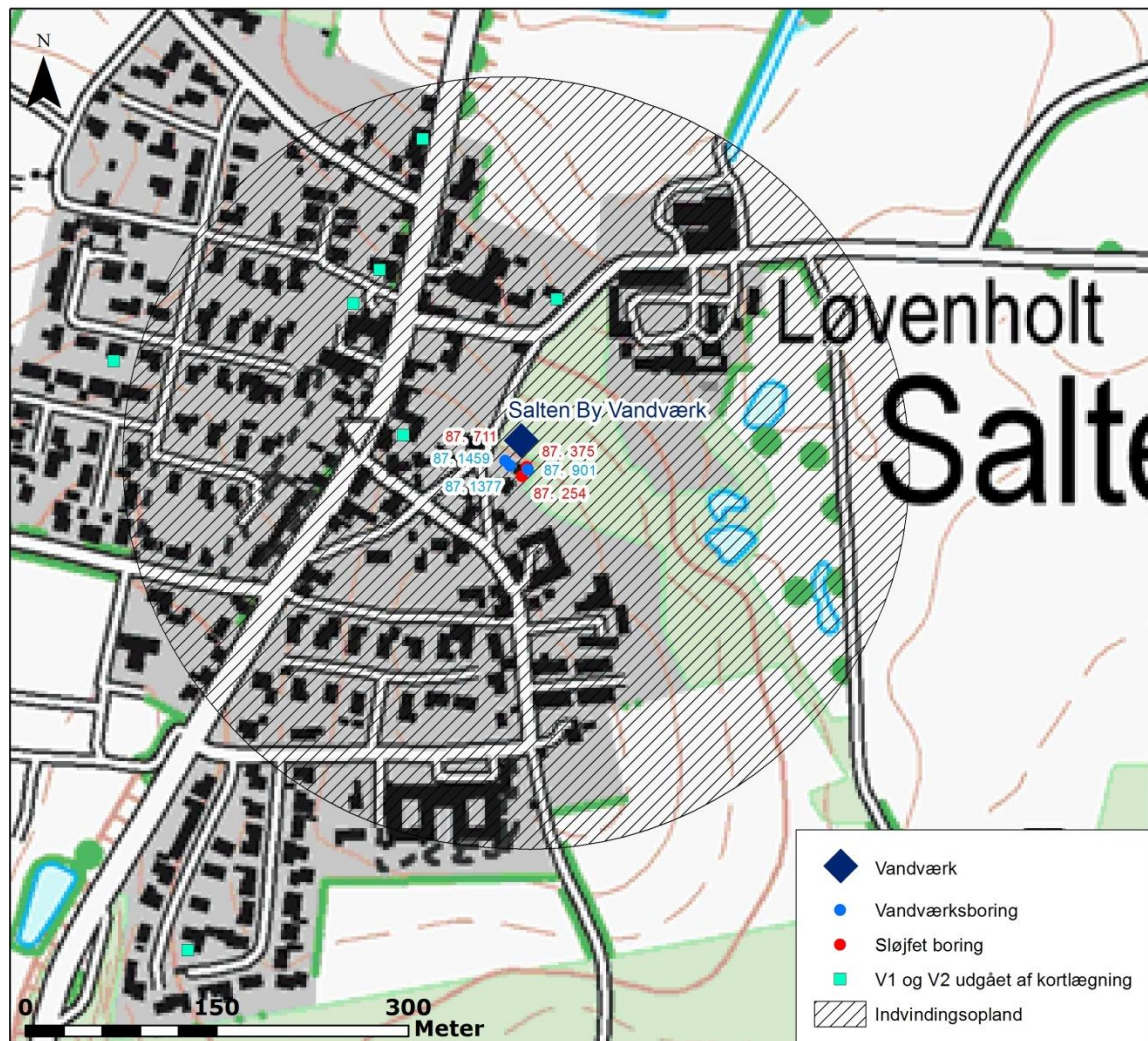 N
Løvenholt
Salte
Salten By Vandværk
87. 711
87. 375
87.1459
87. 901
87.1377
87. 254
Vandværk
Vandværksboring
Sløjfet boring
V1 og V2 udgået af kortlægning
Indvindingsopland
0 150 300
Meter